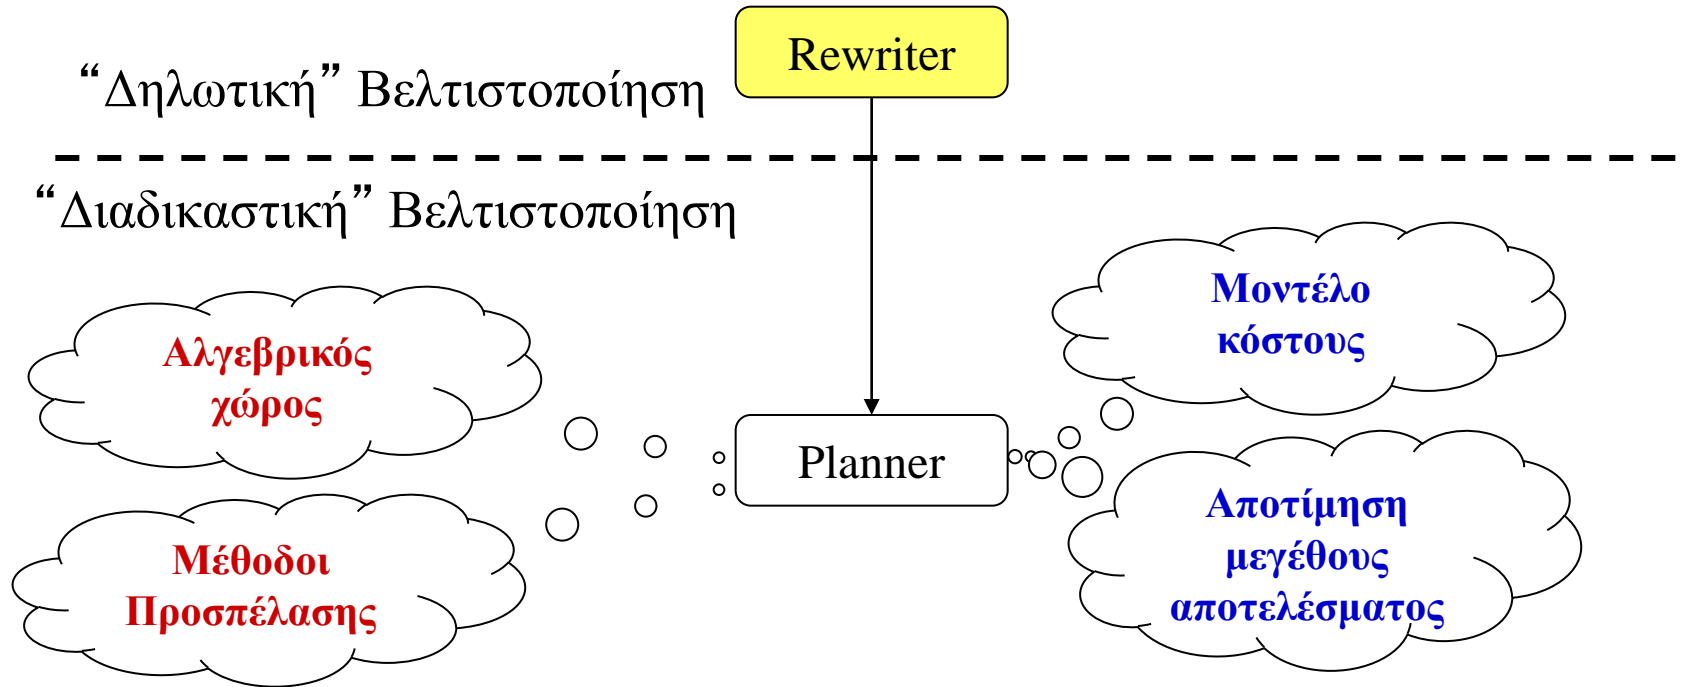 Rewriter
“Δηλωτική” Βελτιστοποίηση
“Διαδικαστική” Βελτιστοποίηση
Αλγεβρικός
χώρος
Μοντέλο
κόστους
Planner
Μέθοδοι
Προσπέλασης
Αποτίμηση
μεγέθους
αποτελέσματος